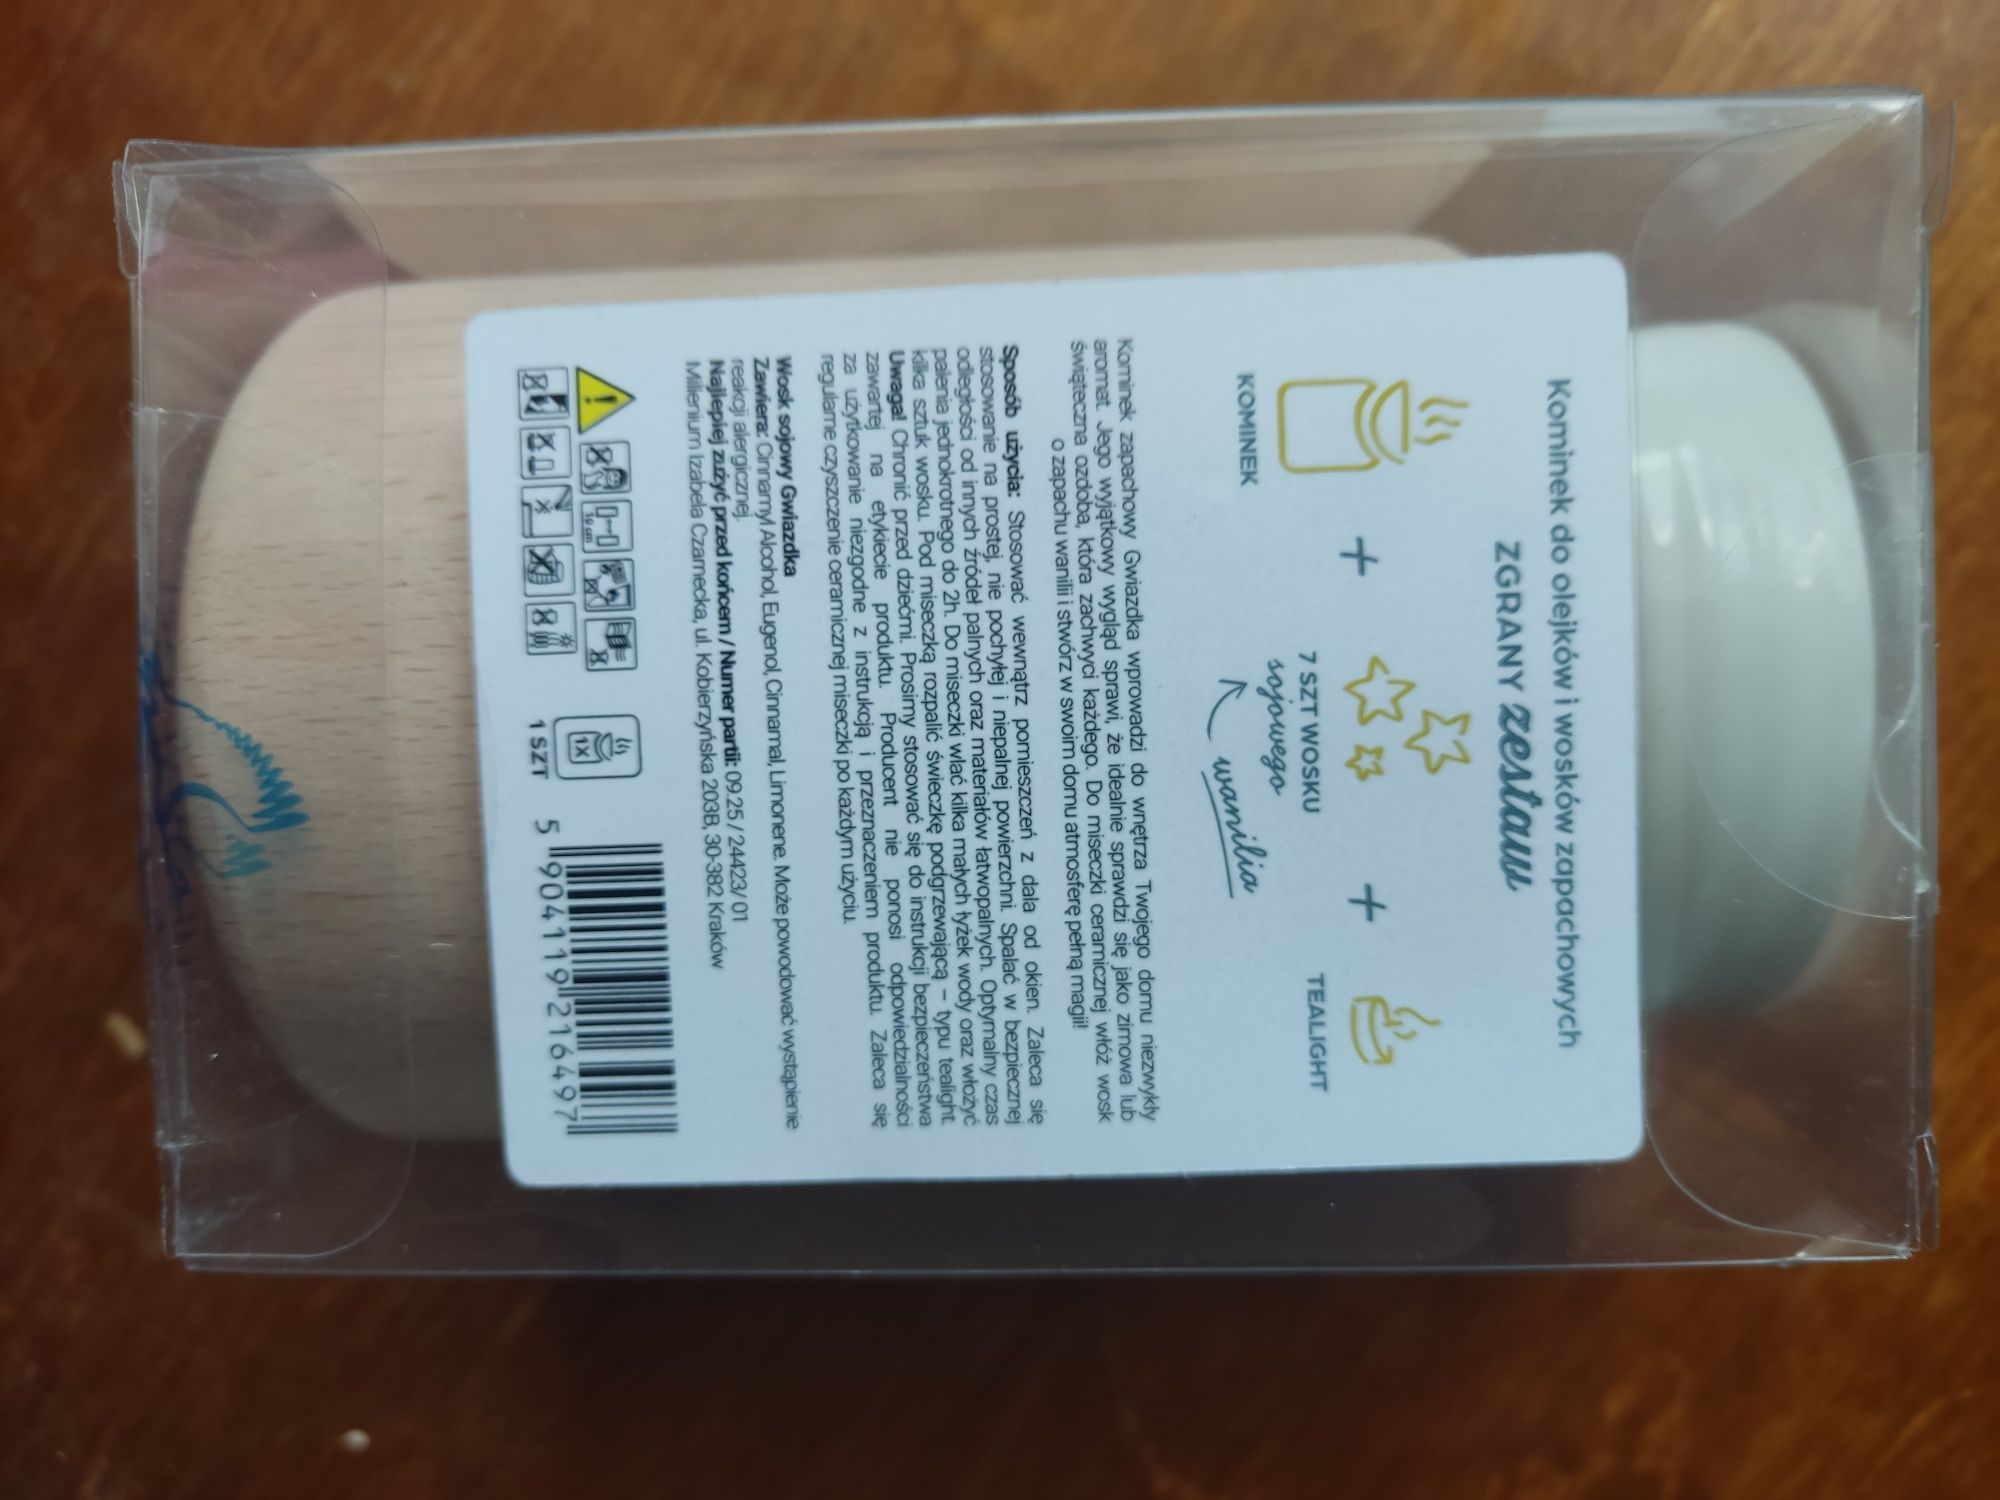 Kominek do olejków i wosków zapachowych
ZGRANY zestaw
+
+
KOMINEK
7 SZT WOSKU
sojowego
wanilia
TEALIGHT
Kominek zapachowy Gwiazdka wprowadzi do wnętrza Twojego domu niezwykły
aromat. Jego wyjątkowy wygląd sprawi, że idealnie sprawdzi się jako zimowa lub
świąteczna ozdoba, która zachwyci każdego. Do miseczki ceramicznej włóż wosk
o zapachu wanilii i stwórz w swoim domu atmosferę pełną magii!
Sposób użycia: Stosować wewnątrz pomieszczeń z dala od okien. Zaleca się
stosowanie na prostej, nie pochyłej i niepalnej powierzchni. Spalać w bezpiecznej
odległości od innych źródeł palnych oraz materiałów łatwopalnych. Optymalny czas
palenia jednokrotnego do 2h. Do miseczki wlać kilka małych łyżek wody oraz włożyć
kilka sztuk wosku. Pod miseczką rozpalić świeczkę podgrzewającą – typu tealight.
Uwaga! Chronić przed dziećmi. Prosimy stosować się do instrukcji bezpieczeństwa
zawartej na etykiecie produktu. Producent nie ponosi odpowiedzialności
za użytkowanie niezgodne z instrukcją i przeznaczeniem produktu. Zaleca się
regularne czyszczenie ceramicznej miseczki po każdym użyciu.
Wosk sojowy Gwiazdka
Zawiera: Cinnamyl Alcohol, Eugenol, Cinnamal, Limonene. Może powodować wystąpienie
reakcji alergicznej.
Najlepiej zużyć przed końcem / Numer partii: 09.25 / 24423/01
Millenium Izabela Czarnecka, ul. Kobierzyńska 203B, 30-382 Kraków
10 cm
1X
1 SZT
5 904119 216497